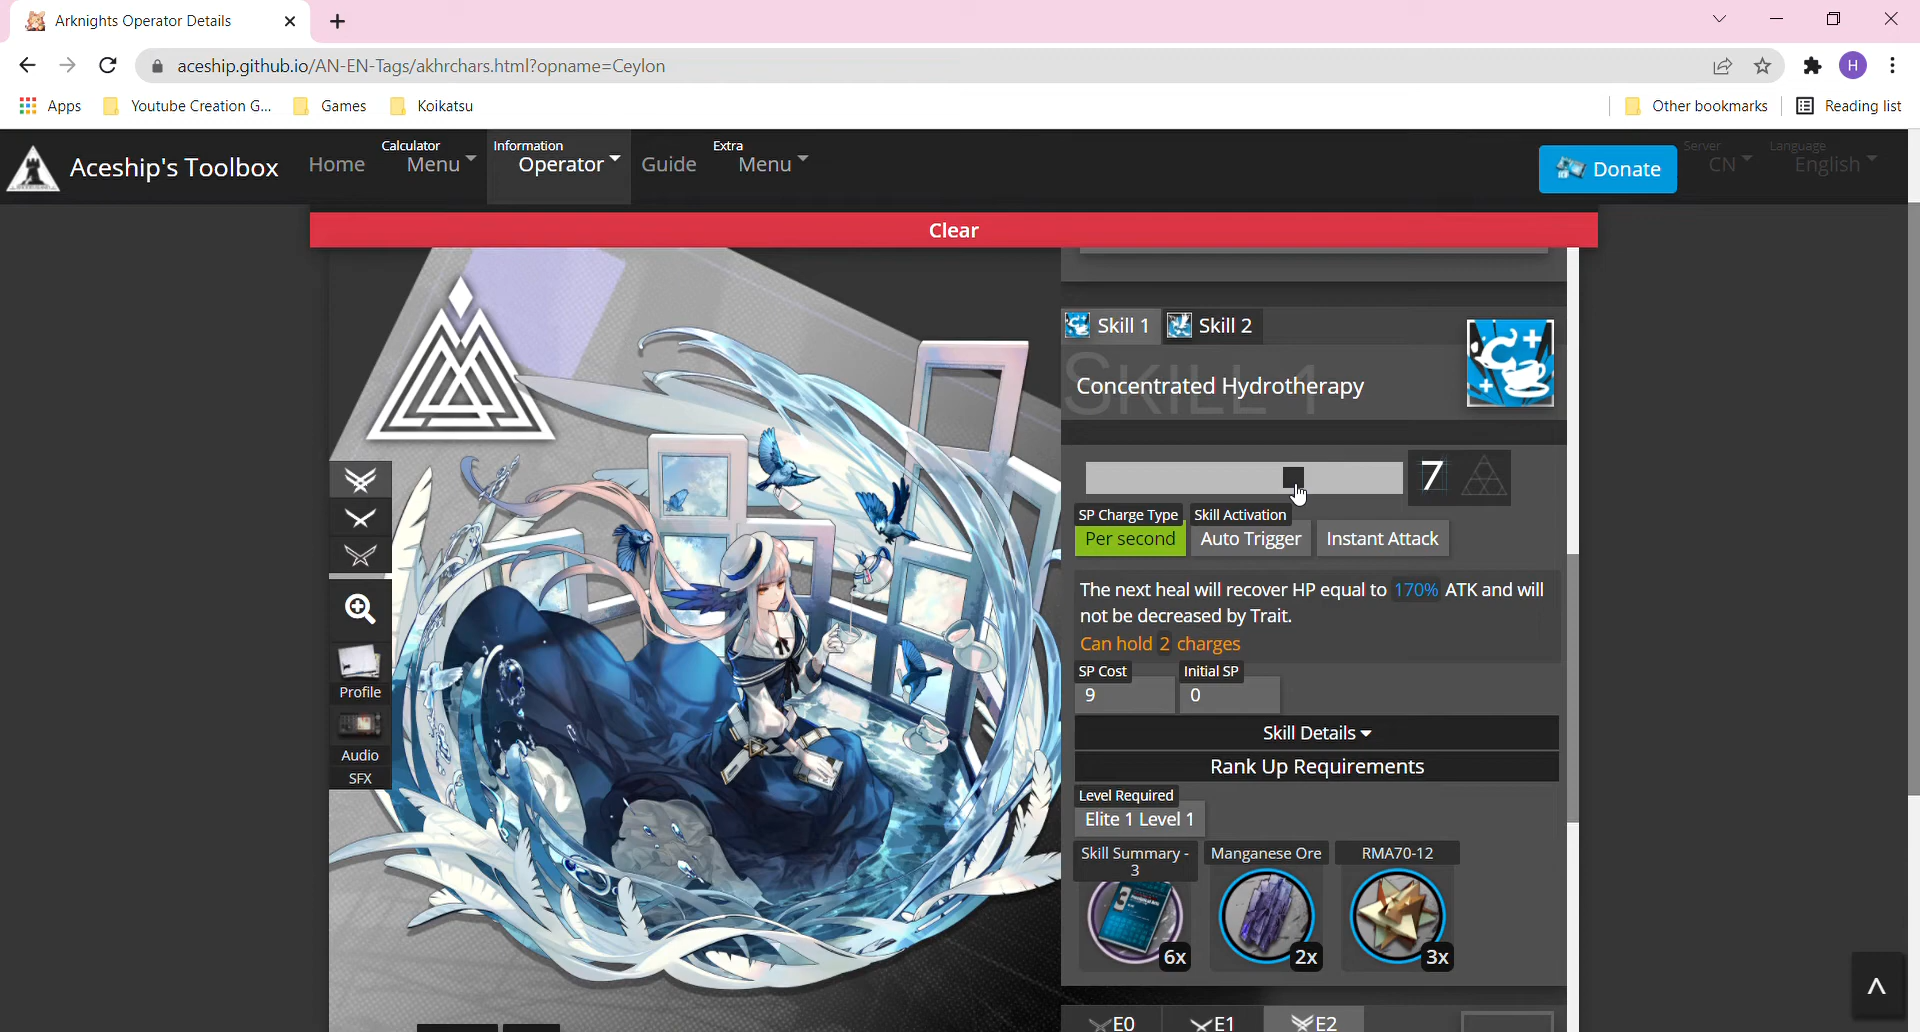 Arknights Operator Details
aceship.github.io/AN-EN-Tags/akhrchars.html?opname=Ceylon
H
Apps
Youtube Creation G...
Games
Koikatsu
Other bookmarks
Reading list
Aceship's Toolbox
Home
Calculator
Menu
Information
Operator
Guide
Extra
Menu
Donate
Server
CN
Language
English
Clear
Skill 1
Skill 2
SKILL 1
Concentrated Hydrotherapy
7
SP Charge Type
Skill Activation
Per second
Auto Trigger
Instant Attack
The next heal will recover HP equal to 170% ATK and will
not be decreased by Trait.
Can hold 2 charges
SP Cost
Initial SP
9
0
Skill Details
Rank Up Requirements
Level Required
Elite 1 Level 1
Skill Summary -
3
Manganese Ore
RMA70-12
6x
2x
3x
E0
E1
E2
Profile
Audio
SFX